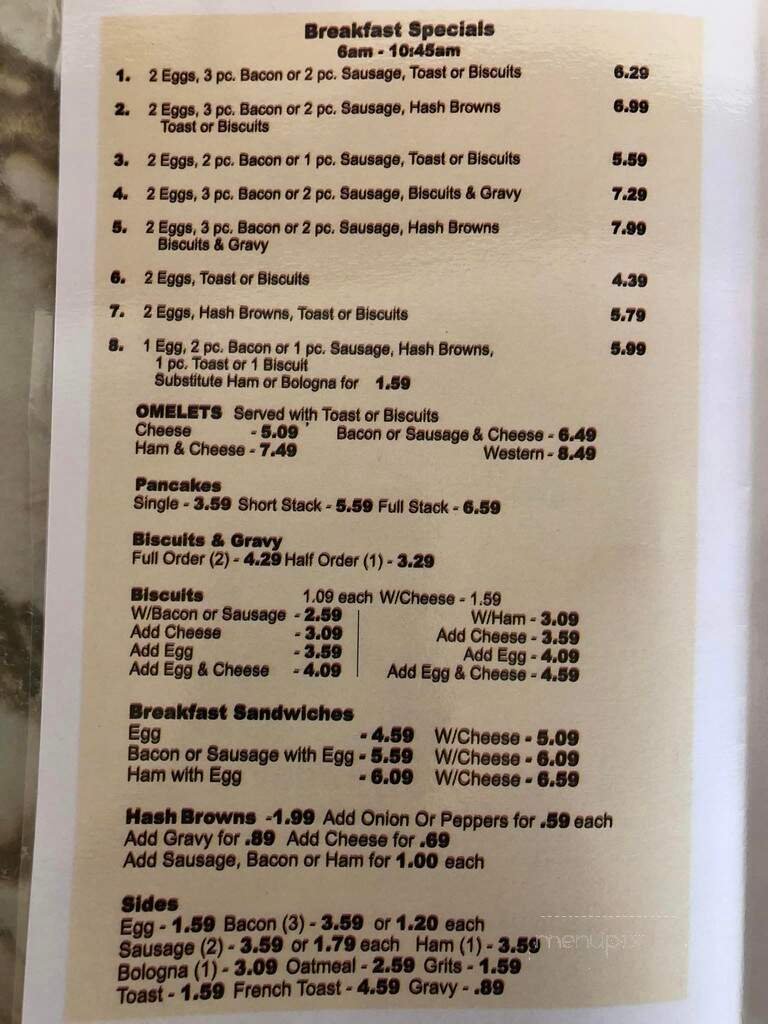 Breakfast Specials
6am - 10:45am
1. 2 Eggs, 3 pc. Bacon or 2 pc. Sausage, Toast or Biscuits 6.29
2. 2 Eggs, 3 pc. Bacon or 2 pc. Sausage, Hash Browns 6.99
Toast or Biscuits
3. 2 Eggs, 2 pc. Bacon or 1 pc. Sausage, Toast or Biscuits 5.59
4. 2 Eggs, 3 pc. Bacon or 2 pc. Sausage, Biscuits & Gravy 7.29
5. 2 Eggs, 3 pc. Bacon or 2 pc. Sausage, Hash Browns 7.99
Biscuits & Gravy
6. 2 Eggs, Toast or Biscuits 4.39
7. 2 Eggs, Hash Browns, Toast or Biscuits 5.79
8. 1 Egg, 2 pc. Bacon or 1 pc. Sausage, Hash Browns, 5.99
1 pc. Toast or 1 Biscuit
Substitute Ham or Bologna for 1.59
OMELETS Served with Toast or Biscuits
Cheese - 5.09 Bacon or Sausage & Cheese - 6.49
Ham & Cheese - 7.49 Western - 8.49
Pancakes
Single - 3.59 Short Stack - 5.59 Full Stack - 6.59
Biscuits & Gravy
Full Order (2) - 4.29 Half Order (1) - 3.29
Biscuits 1.09 each W/Cheese - 1.59
W/Bacon or Sausage - 2.59 W/Ham - 3.09
Add Cheese - 3.09 Add Cheese - 3.59
Add Egg - 3.59 Add Egg - 4.09
Add Egg & Cheese - 4.09 Add Egg & Cheese - 4.59
Breakfast Sandwiches
Egg - 4.59 W/Cheese - 5.09
Bacon or Sausage with Egg - 5.59 W/Cheese - 6.09
Ham with Egg - 6.09 W/Cheese - 6.59
Hash Browns -1.99 Add Onion Or Peppers for .59 each
Add Gravy for .89 Add Cheese for .69
Add Sausage, Bacon or Ham for 1.00 each
Sides
Egg - 1.59 Bacon (3) - 3.59 or 1.20 each
Sausage (2) - 3.59 or 1.79 each Ham (1) - 3.59
menupix
Bologna (1) - 3.09 Oatmeal - 2.59 Grits - 1.59
Toast - 1.59 French Toast - 4.59 Gravy - .89